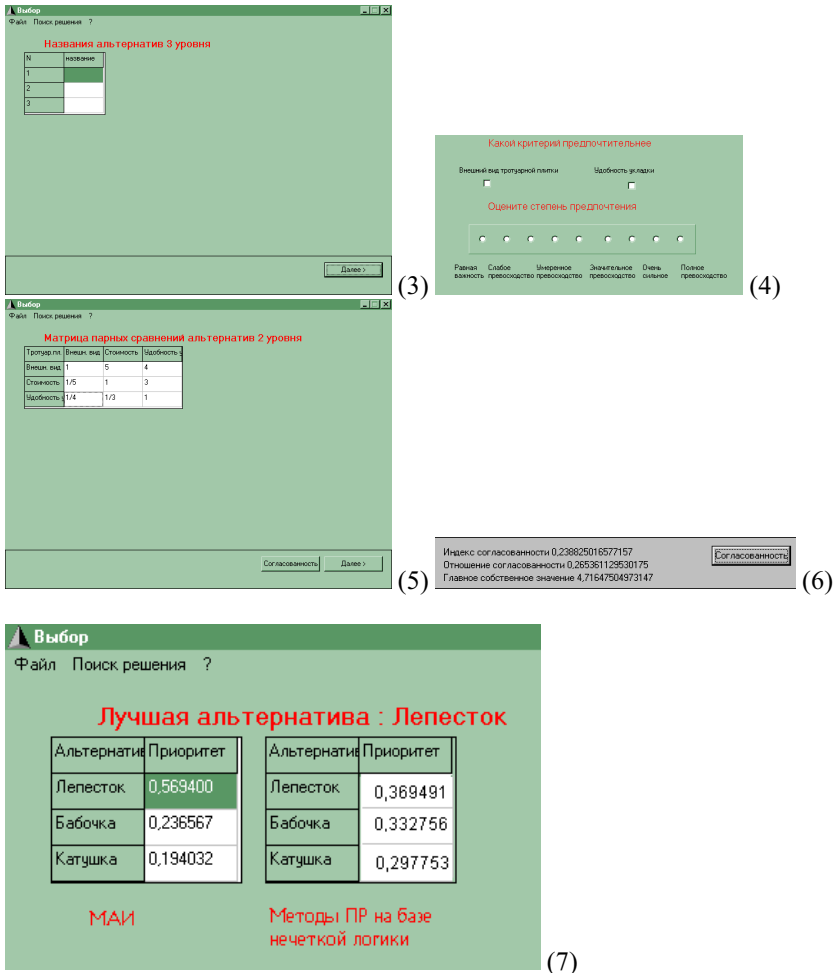 Выбор
Файл Поиск решения ?
Названия альтернатив 3 уровня
N название
1
2
3
Далее >
(3)
Какой критерий предпочтительнее
Внешний вид тротуарной плитки Удобность укладки
Оцените степень предпочтения
Равная Слабое Умеренное Значительное Очень Полное
важность превосходство превосходство превосходство сильное превосходство
(4)
Выбор
Файл Поиск решения ?
Матрица парных сравнений альтернатив 2 уровня
Тротуар.пл. Внешн. вид Стоимость Удобность у
Внешн. вид 1 5 4
Стоимость 1/5 1 3
Удобность у 1/4 1/3 1
Согласованность Далее >
(5)
Индекс согласованности 0,238825016577157
Отношение согласованности 0,265361129530175
Главное собственное значение 4,71647504973147
Согласованность
(6)
Выбор
Файл Поиск решения ?
Лучшая альтернатива : Лепесток
Альтернатив Приоритет Альтернатив Приоритет
Лепесток 0,569400 Лепесток 0,369491
Бабочка 0,236567 Бабочка 0,332756
Катушка 0,194032 Катушка 0,297753
МАИ Методы ПР на базе
нечеткой логики
(7)